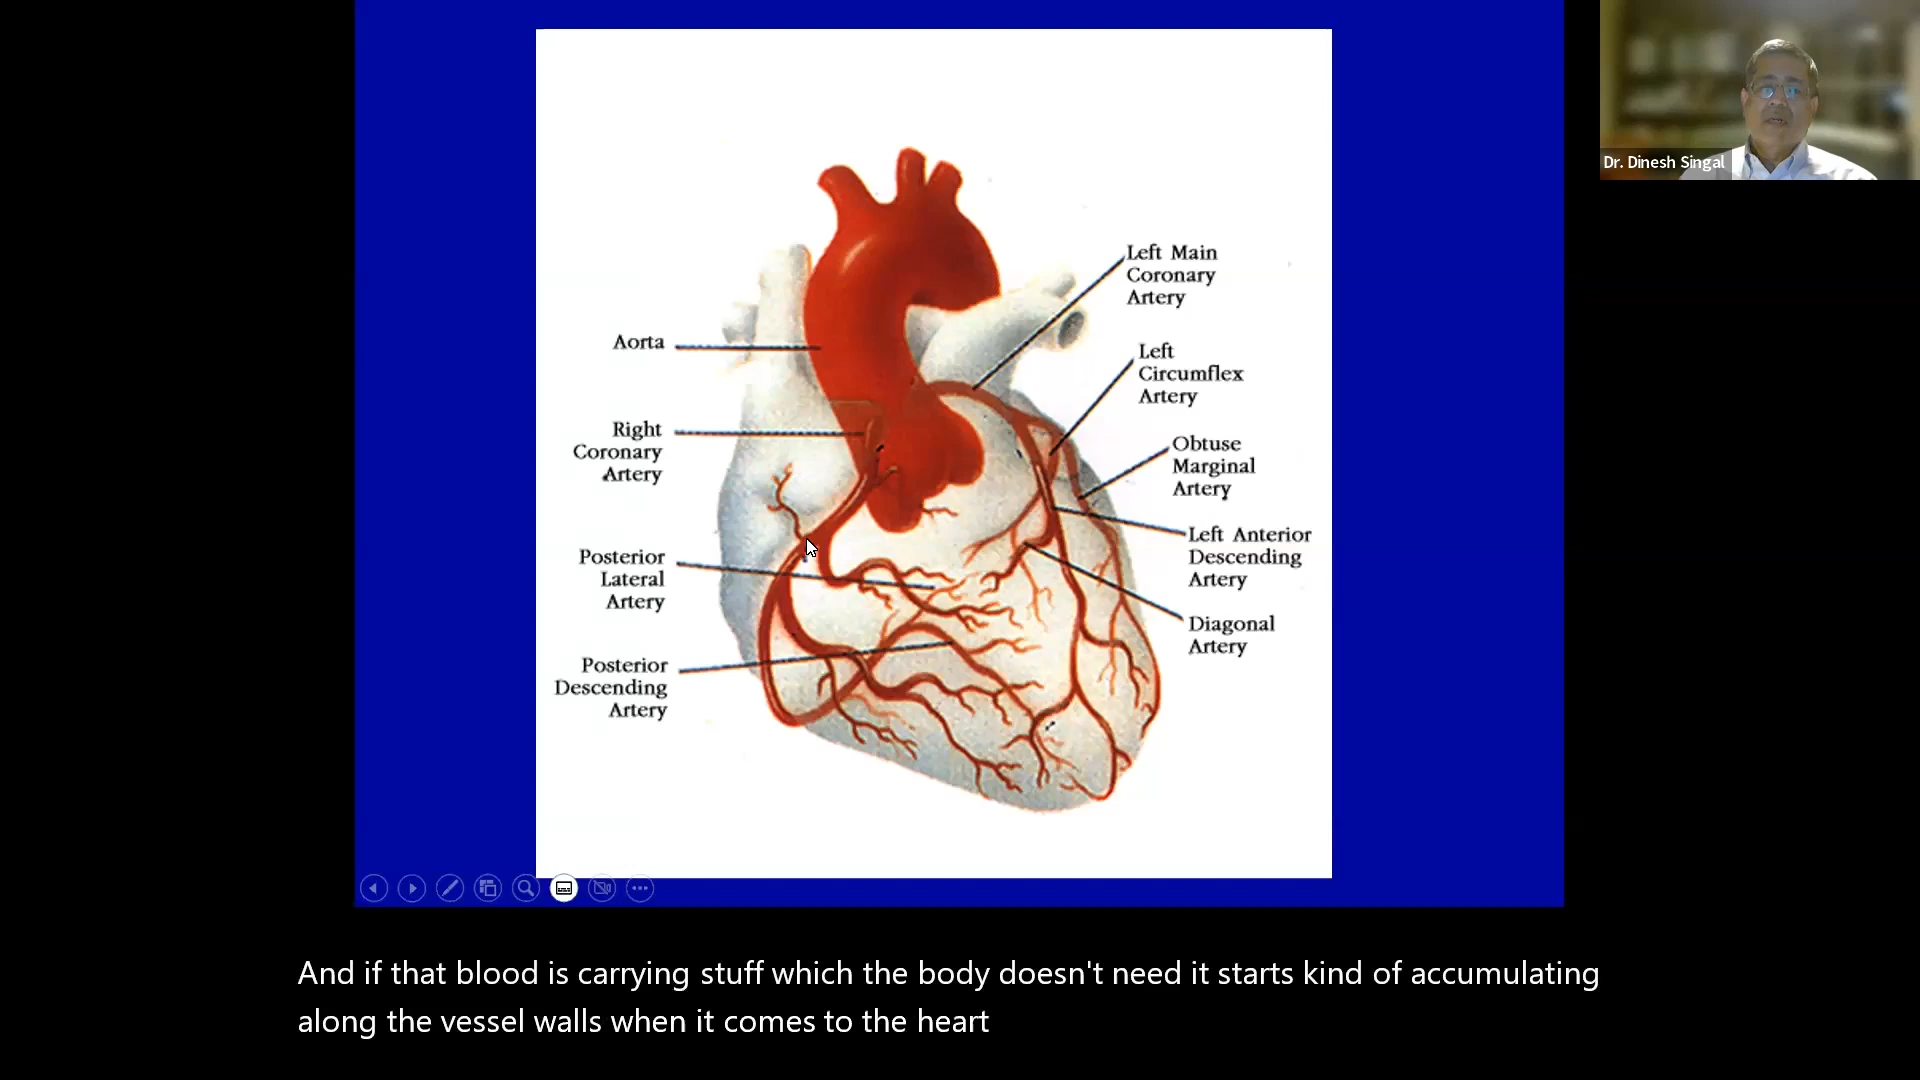 Left Main
Coronary
Artery
Aorta
Left
Circumflex
Artery
Right
Coronary
Artery
Obtuse
Marginal
Artery
Left Anterior
Descending
Artery
Posterior
Lateral
Artery
Diagonal
Artery
Posterior
Descending
Artery
Dr. Dinesh Singal
And if that blood is carrying stuff which the body doesn't need it starts kind of accumulating
along the vessel walls when it comes to the heart